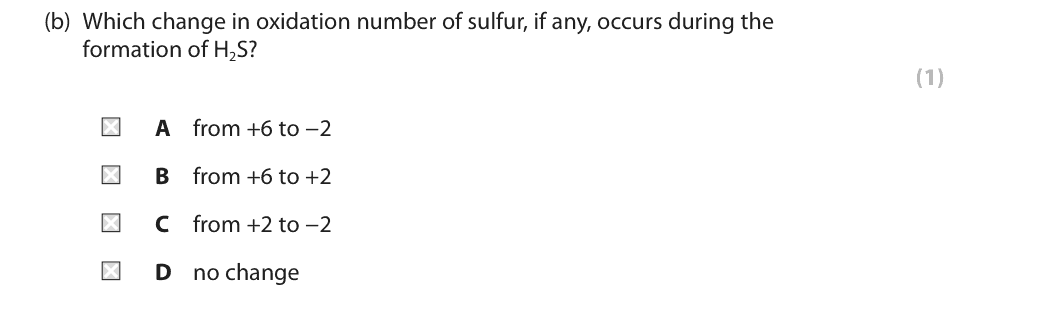 (b) Which change in oxidation number of sulfur, if any, occurs during the
formation of H₂S?
(1)
A from +6 to −2
B from +6 to +2
C from +2 to −2
D no change